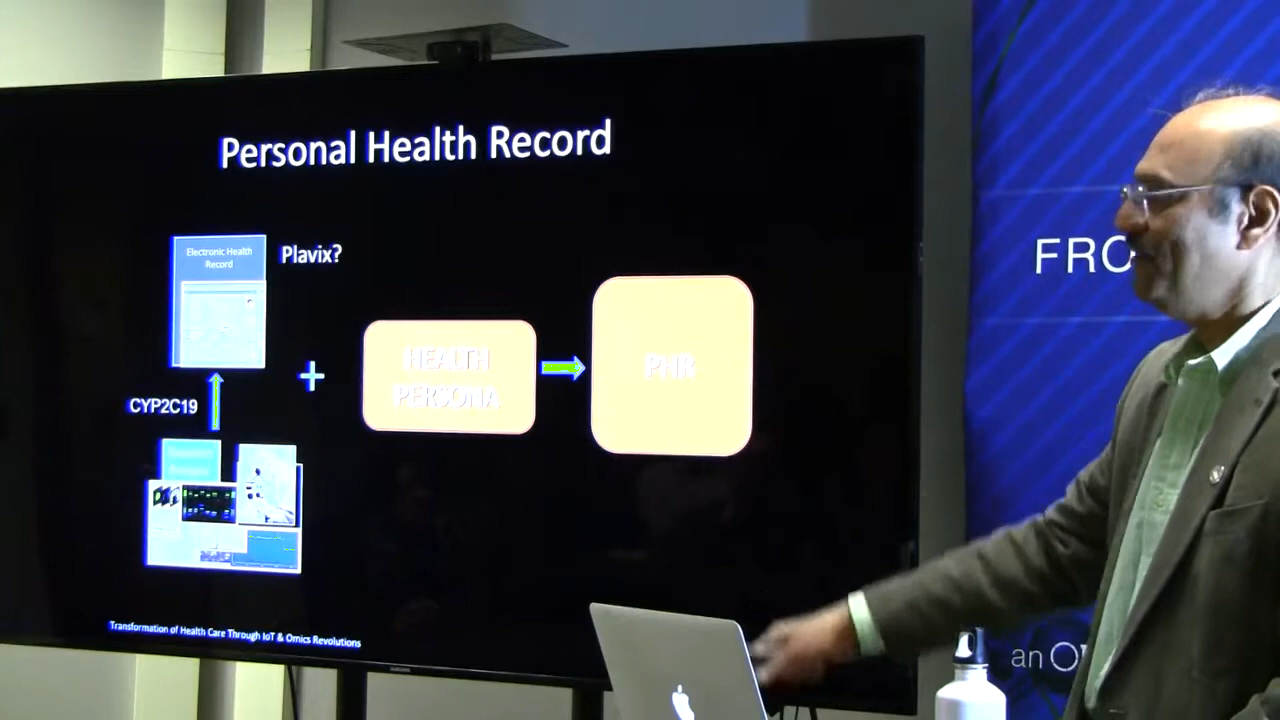 Personal Health Record
Electronic Health
Record
Plavix?
HEALTH
PERSONA
PHR
CYP2C19
Transformation of Health Care Through IoT & Omics Revolutions
SAMSUNG
FRO
an O